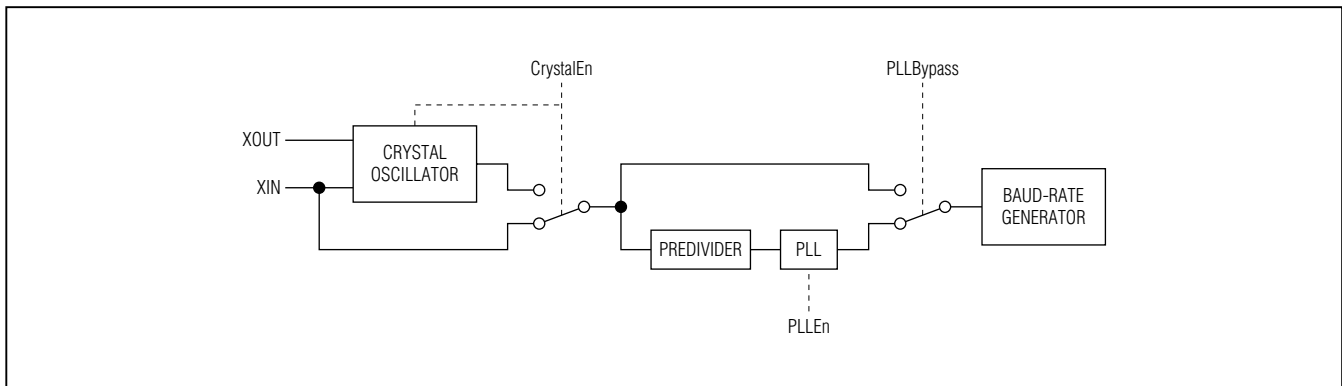 CrystalEn
PLLBypass
XOUT
CRYSTAL
OSCILLATOR
XIN
BAUD-RATE
GENERATOR
PREDIVIDER
PLL
PLLEn